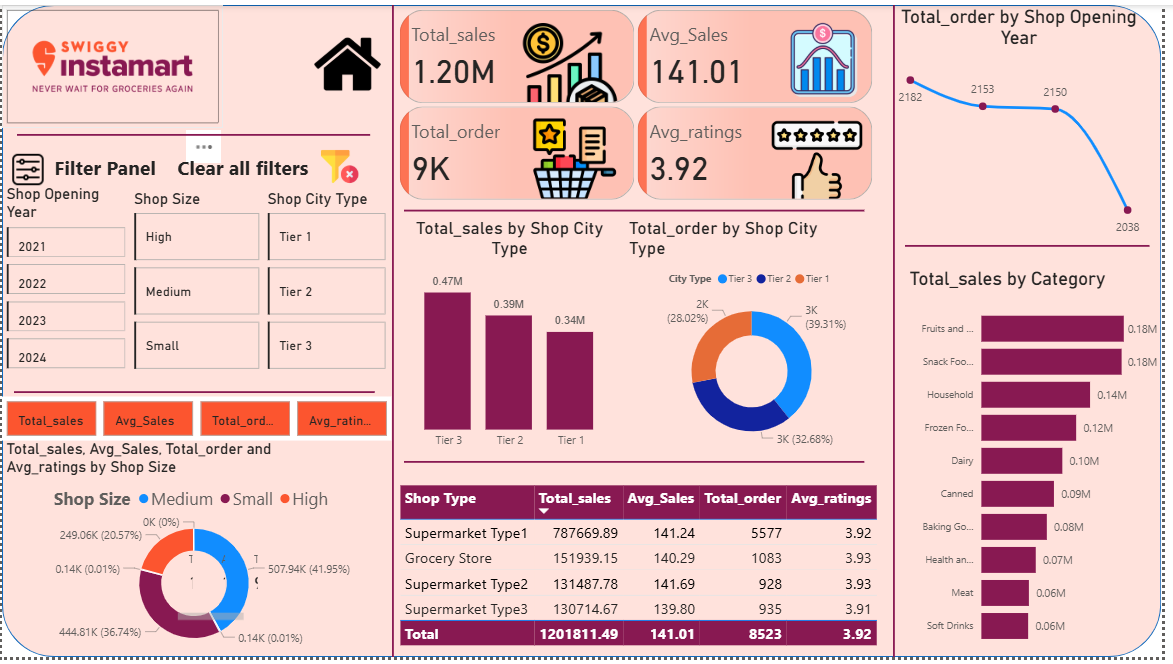 SWIGGY
instamart
NEVER WAIT FOR GROCERIES AGAIN
...
Filter Panel
Clear all filters
Shop Opening
Year
2021
2022
2023
2024
Shop Size
High
Medium
Small
Shop City Type
Tier 1
Tier 2
Tier 3
Total_sales
Avg_Sales
Total_ord...
Avg_ratin...
Total_sales, Avg_Sales, Total_order and
Avg_ratings by Shop Size
Shop Size Medium Small High
0K (0%)
249.06K (20.57%)
0.14K (0.01%)
507.94K (41.95%)
444.81K (36.74%)
0.14K (0.01%)
Total_sales
1.20M
Avg_Sales
141.01
Total_order
9K
Avg_ratings
3.92
Total_sales by Shop City
Type
0.47M
0.39M
0.34M
Tier 3 Tier 2 Tier 1
Total_order by Shop City
Type
City Type Tier 3 Tier 2 Tier 1
2K
(28.02%)
3K
(39.31%)
3K (32.68%)
Shop Type Total_sales Avg_Sales Total_order Avg_ratings
Supermarket Type1 787669.89 141.24 5577 3.92
Grocery Store 151939.15 140.29 1083 3.93
Supermarket Type2 131487.78 141.69 928 3.93
Supermarket Type3 130714.67 139.80 935 3.91
Total 1201811.49 141.01 8523 3.92
Total_order by Shop Opening
Year
2182
2153
2150
2038
Total_sales by Category
Fruits and ... 0.18M
Snack Foo... 0.18M
Household 0.14M
Frozen Fo... 0.12M
Dairy 0.10M
Canned 0.09M
Baking Go... 0.08M
Health an... 0.07M
Meat 0.06M
Soft Drinks 0.06M